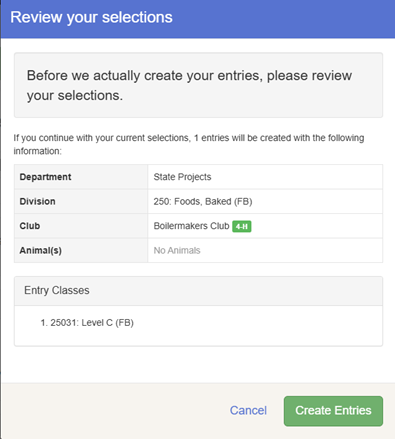 Review your selections
Before we actually create your entries, please review
your selections.
If you continue with your current selections, 1 entries will be created with the following
information:
Department State Projects
Division 250: Foods, Baked (FB)
Club Boilermakers Club 4-H
Animal(s) No Animals
Entry Classes
1. 25031: Level C (FB)
Cancel Create Entries